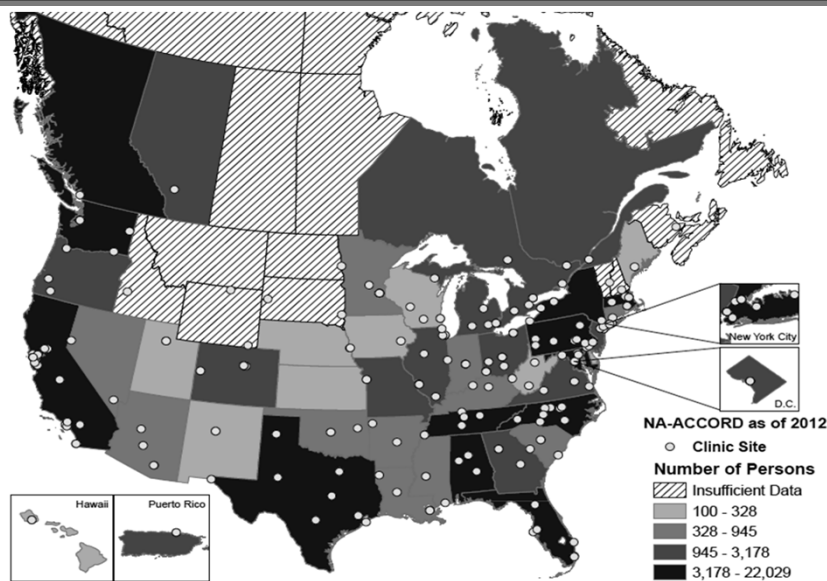 New York City
D.C.
NA-ACCORD as of 2012
Clinic Site
Number of Persons
Insufficient Data
100 - 328
328 - 945
945 - 3,178
3,178 - 22,029
Hawaii
Puerto Rico